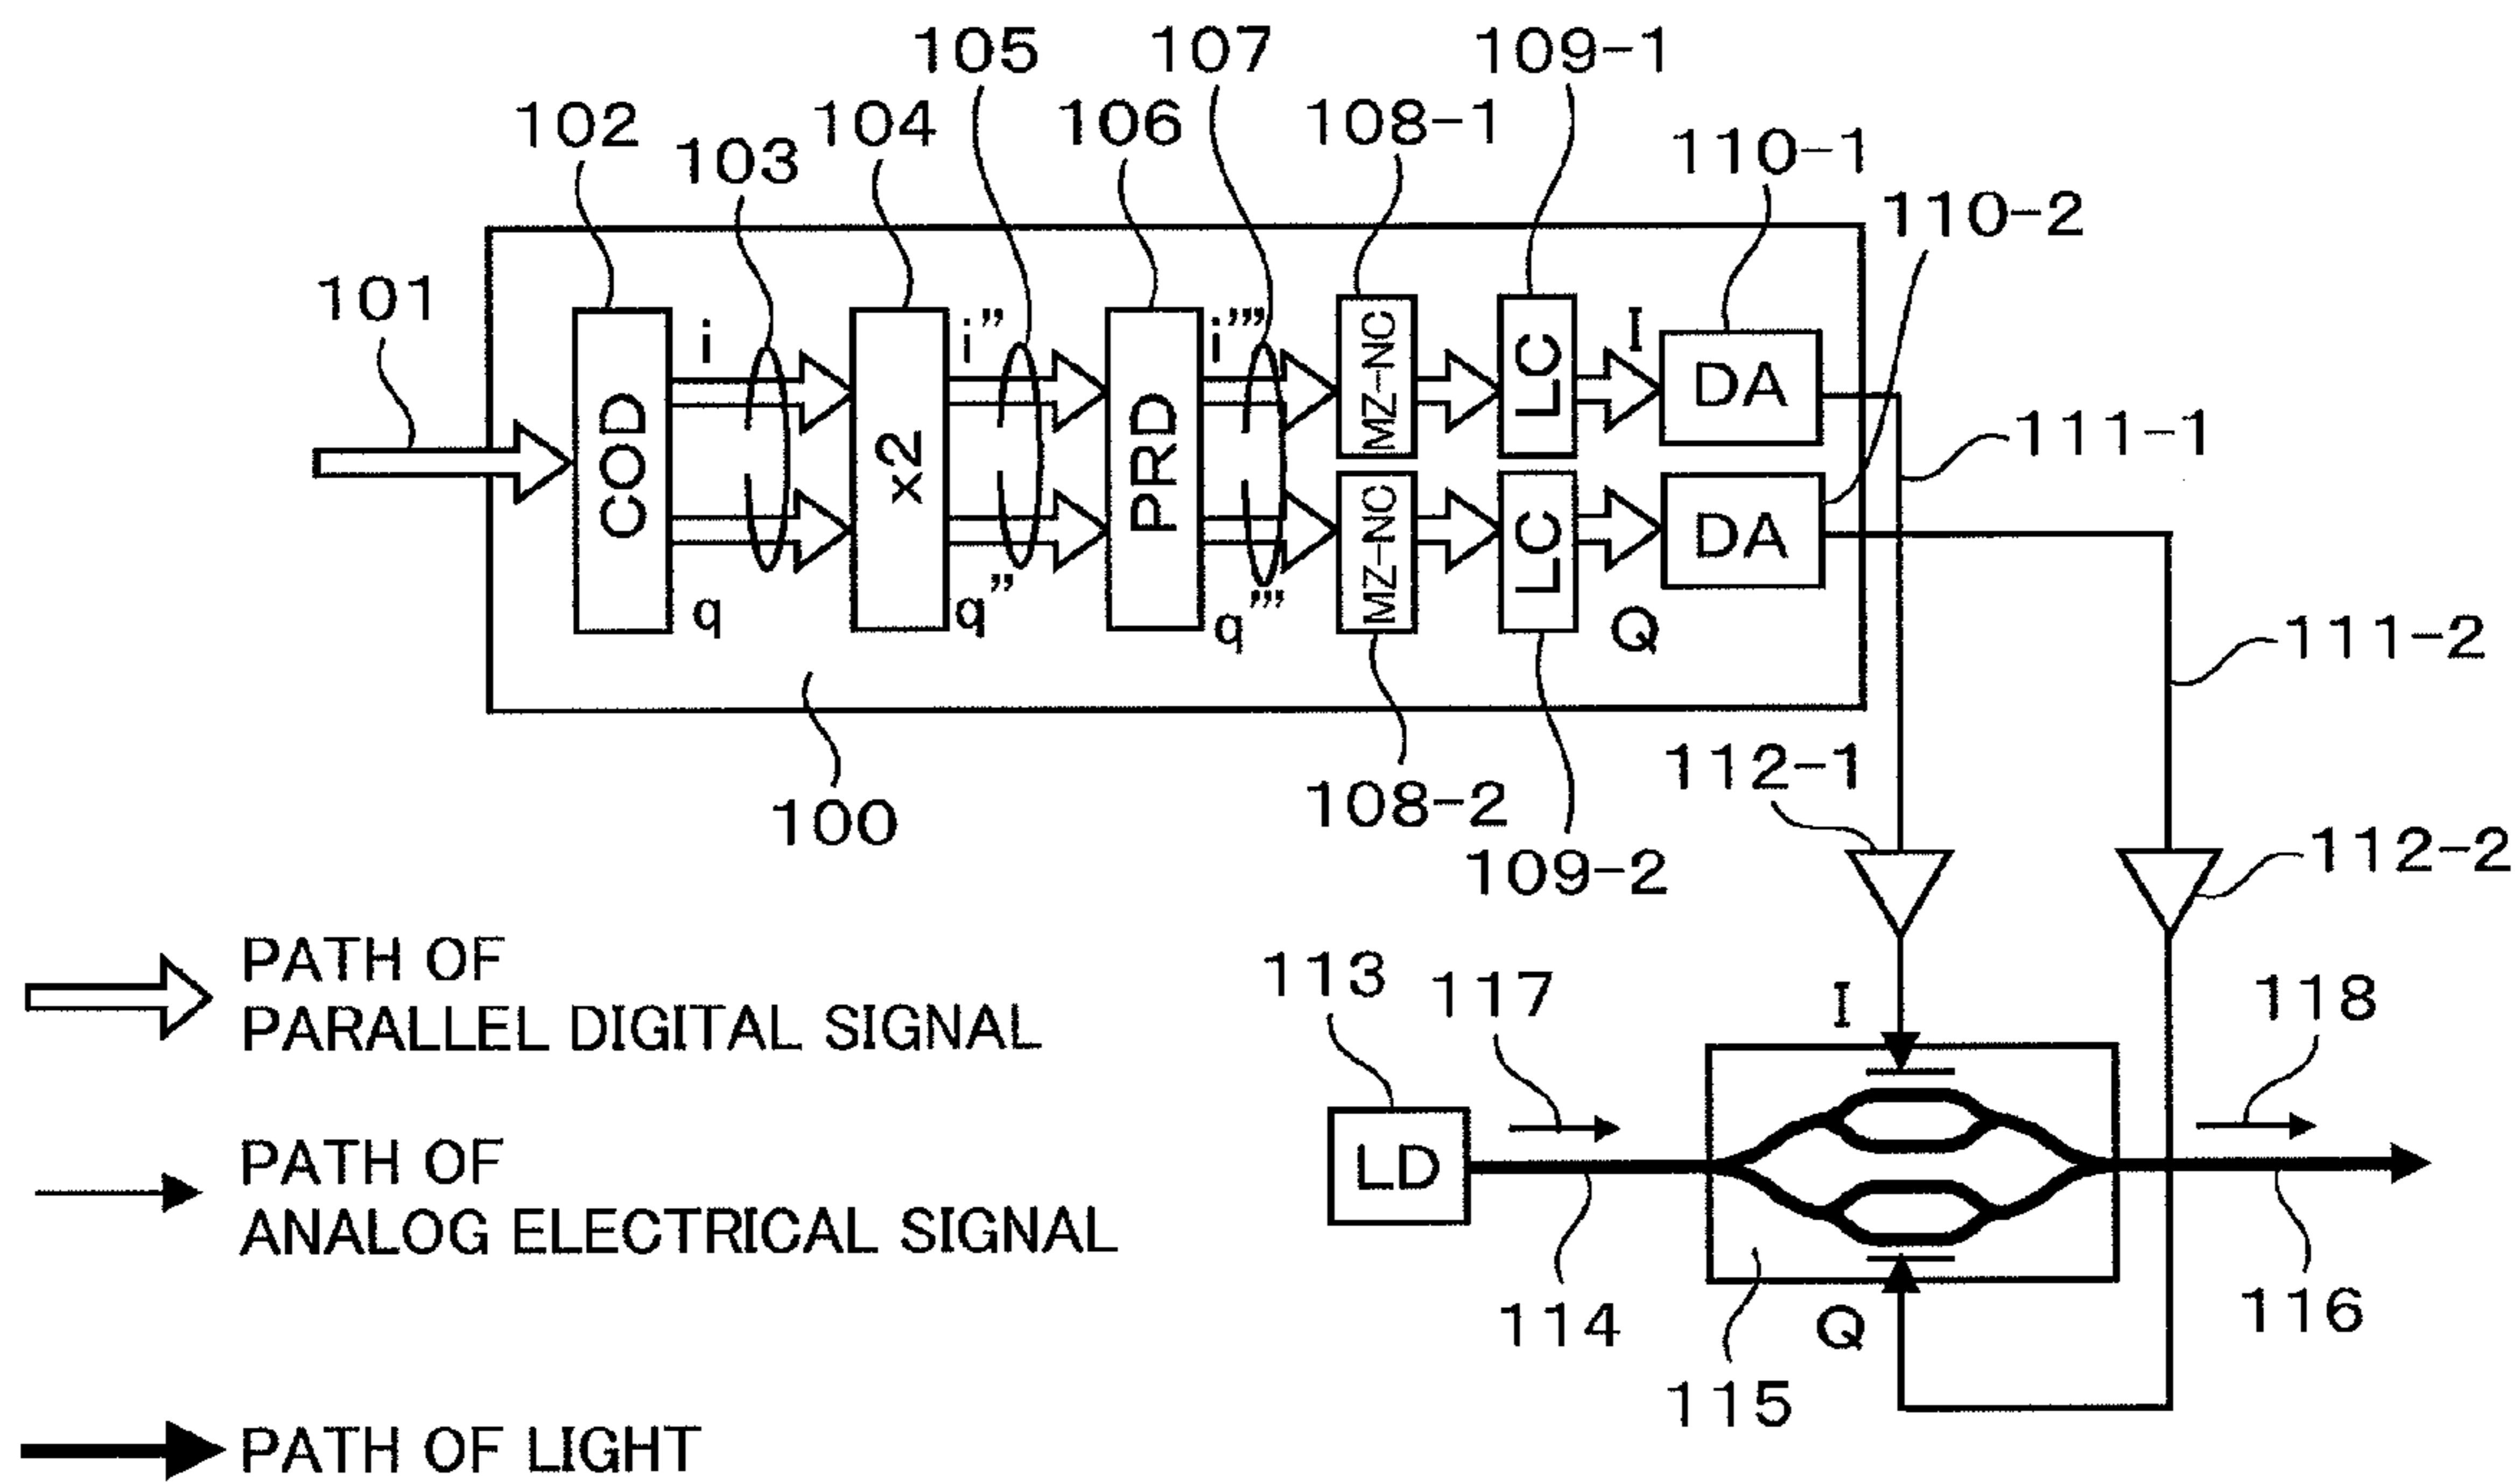 105
107
109-1
102
104
106
108-1
103
110-1
110-2
101
i
i”
i”’
I
COD
x2
PRD
MZ-NC
LC
DA
111-1
MZ-NC
LC
DA
q
q”
q”’
Q
111-2
100
108-2
109-2
112-1
112-2
PATH OF
PARALLEL DIGITAL SIGNAL
113
117
I
118
PATH OF
ANALOG ELECTRICAL SIGNAL
LD
114
Q
115
116
PATH OF LIGHT